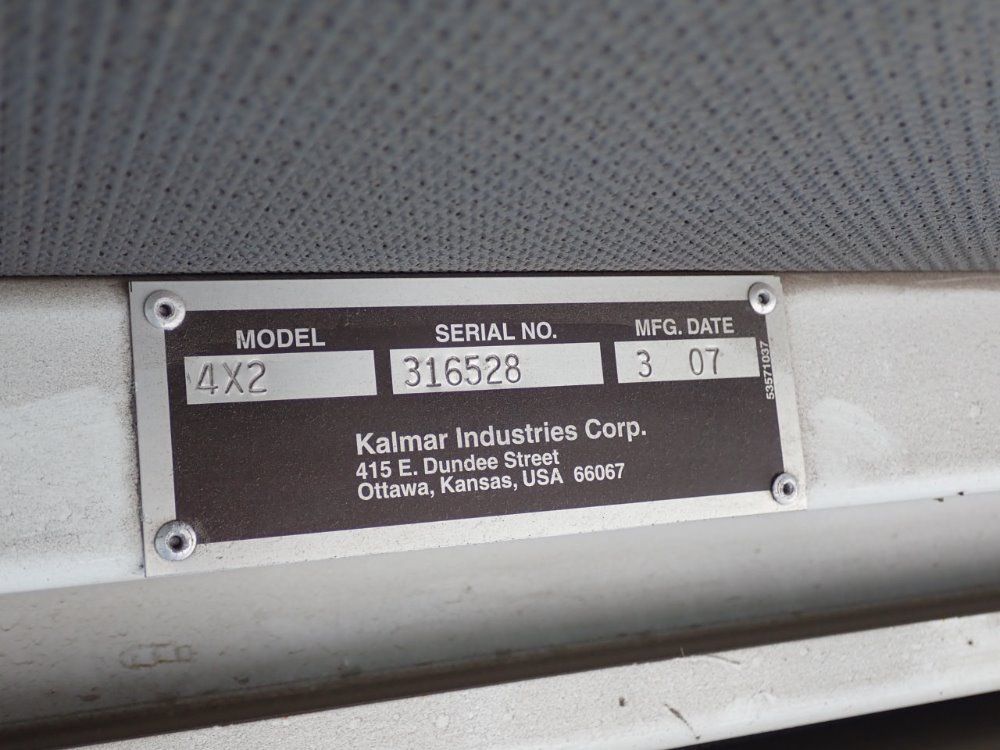 MODEL SERIAL NO. MFG. DATE
4X2 316528 3 07
53571037
Kalmar Industries Corp.
415 E. Dundee Street
Ottawa, Kansas, USA 66067